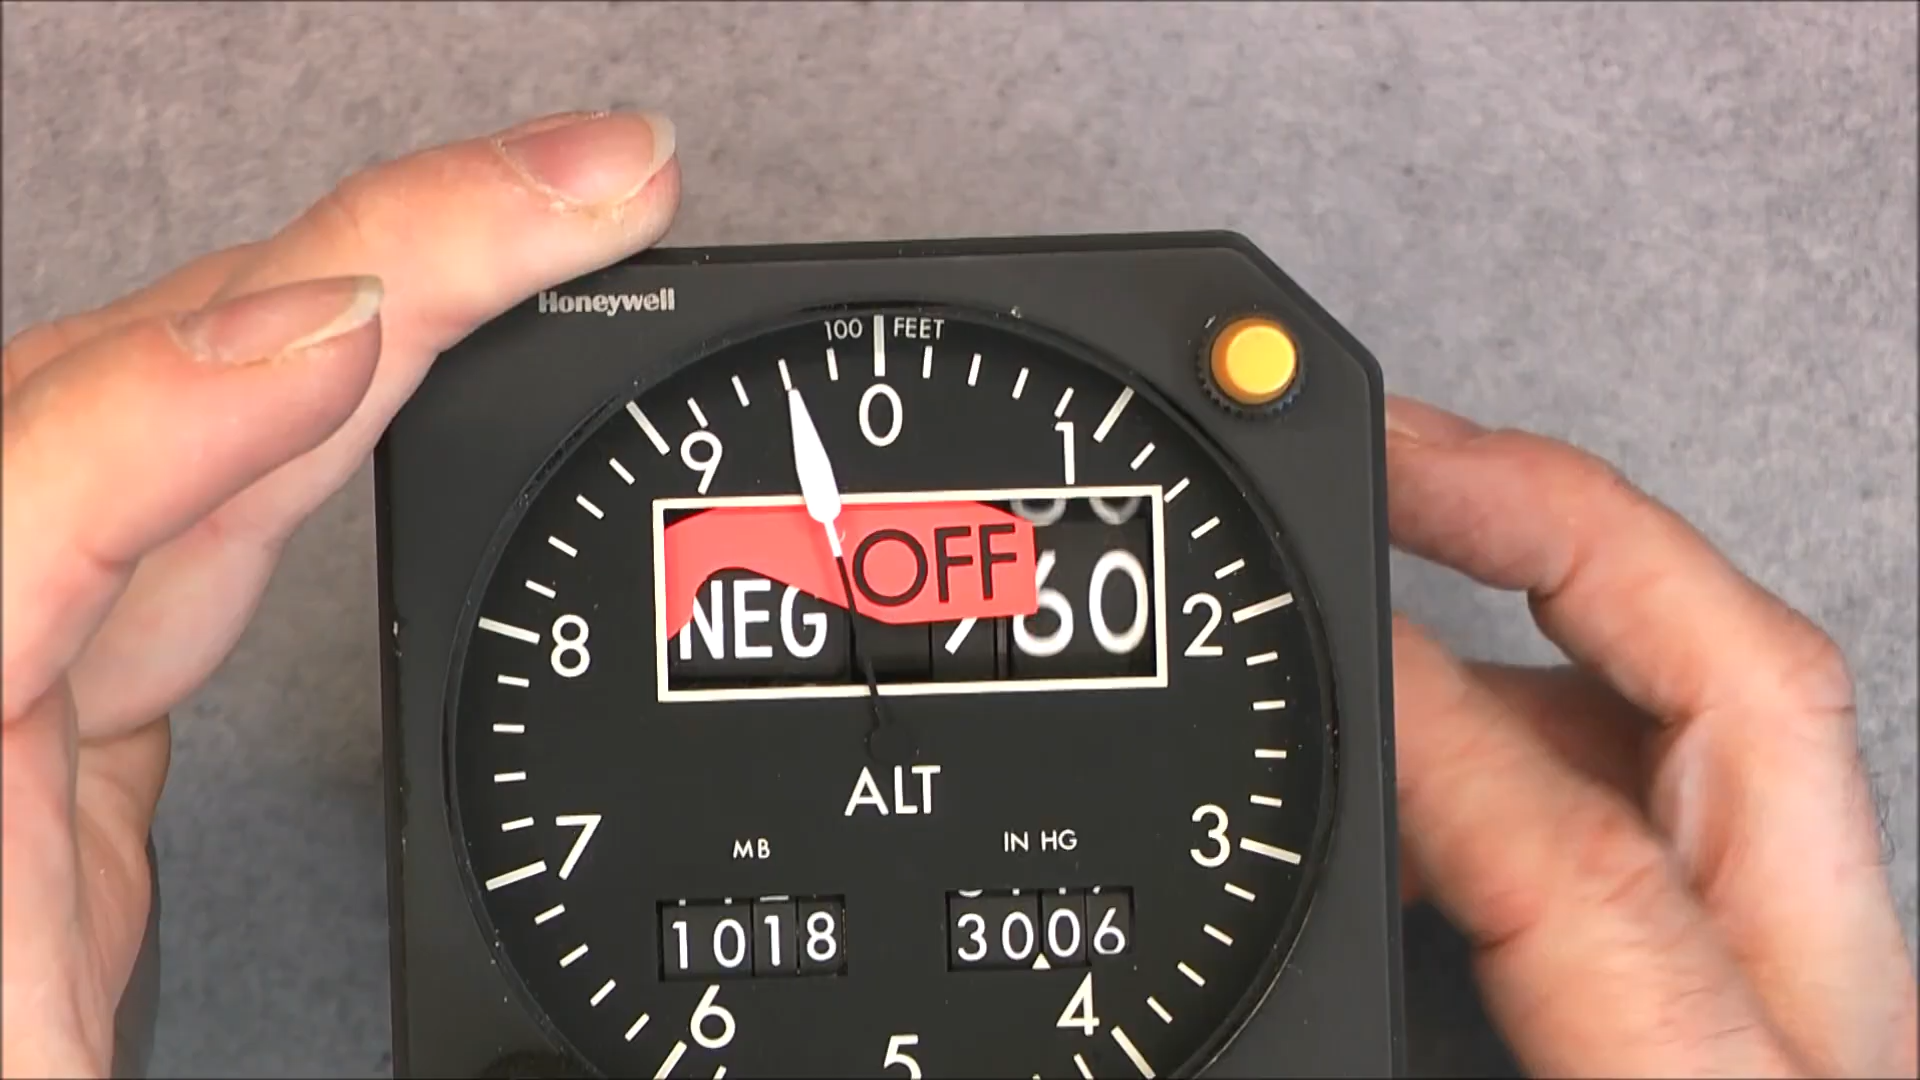 Honeywell
100 FEET
0
9 1
OFF
NEG 60
8 2
ALT
7 3
MB IN HG
1018 3006
6 4
5